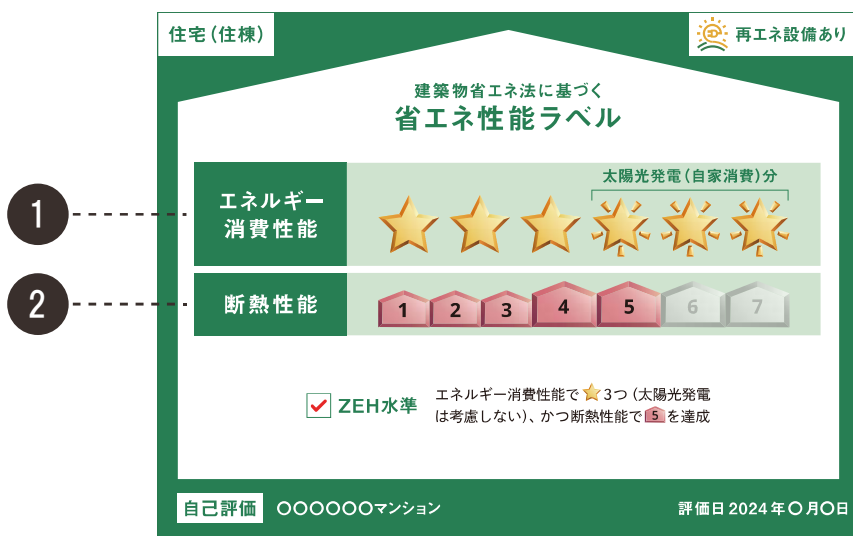 住宅（住棟）
再エネ設備あり
建築物省エネ法に基づく
省エネ性能ラベル
1
エネルギー
消費性能
太陽光発電（自家消費）分
2
断熱性能
1 2 3 4 5 6 7
ZEH水準
エネルギー消費性能で3つ（太陽光発電
は考慮しない）、かつ断熱性能で5を達成
自己評価
〇〇〇〇〇〇マンション
評価日2024年〇月〇日